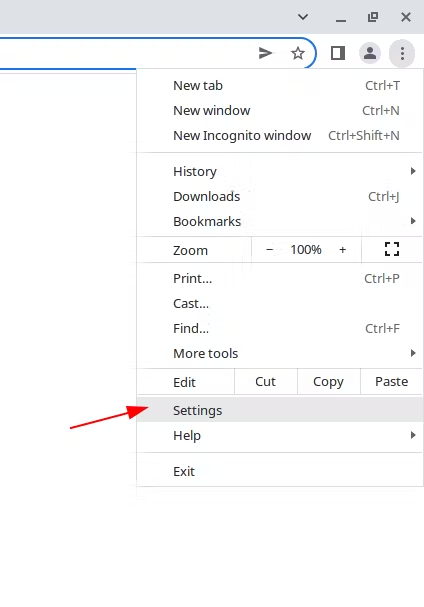 New tab Ctrl+T
New window Ctrl+N
New Incognito window Ctrl+Shift+N
History
Downloads Ctrl+J
Bookmarks
Zoom − 100% +
Print... Ctrl+P
Cast...
Find... Ctrl+F
More tools
Edit Cut Copy Paste
Settings
Help
Exit